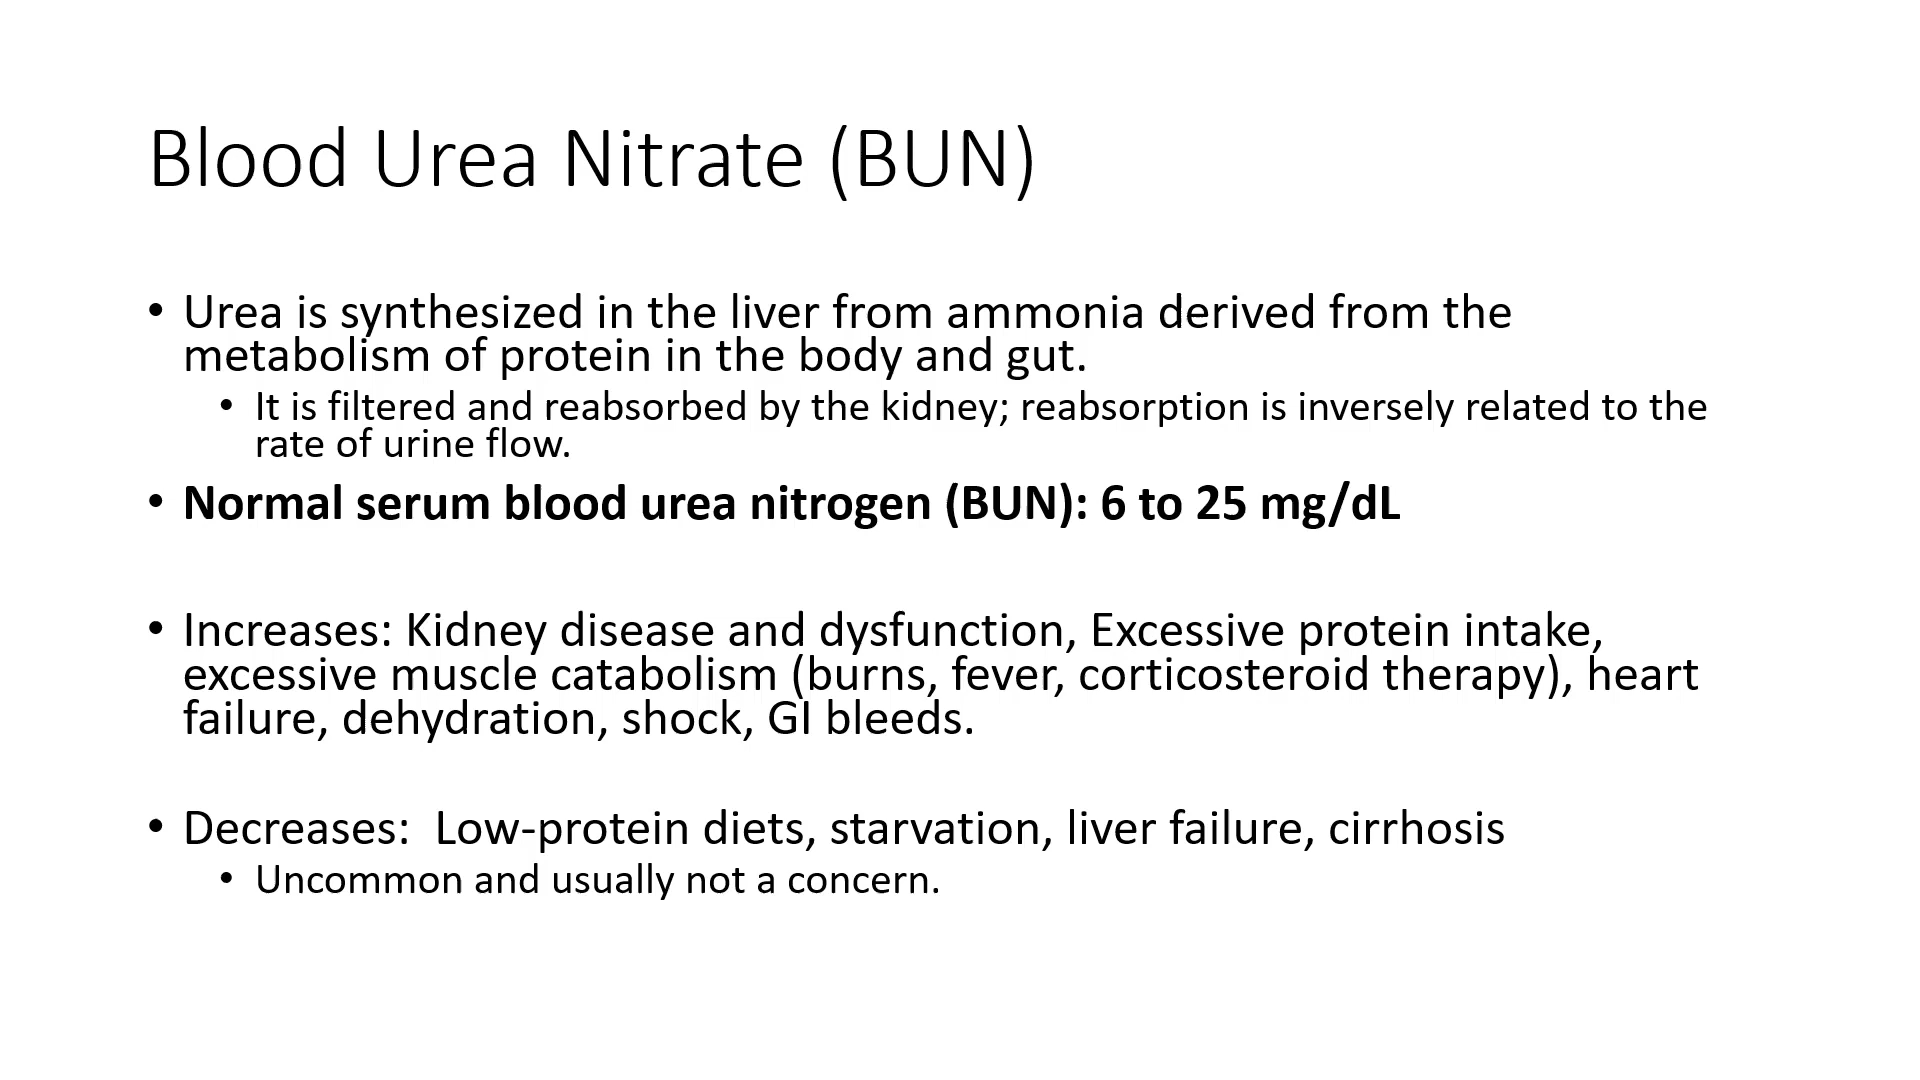 Blood Urea Nitrate (BUN)
• Urea is synthesized in the liver from ammonia derived from the
metabolism of protein in the body and gut.
• It is filtered and reabsorbed by the kidney; reabsorption is inversely related to the
rate of urine flow.
• Normal serum blood urea nitrogen (BUN): 6 to 25 mg/dL
• Increases: Kidney disease and dysfunction, Excessive protein intake,
excessive muscle catabolism (burns, fever, corticosteroid therapy), heart
failure, dehydration, shock, GI bleeds.
• Decreases:  Low-protein diets, starvation, liver failure, cirrhosis
• Uncommon and usually not a concern.